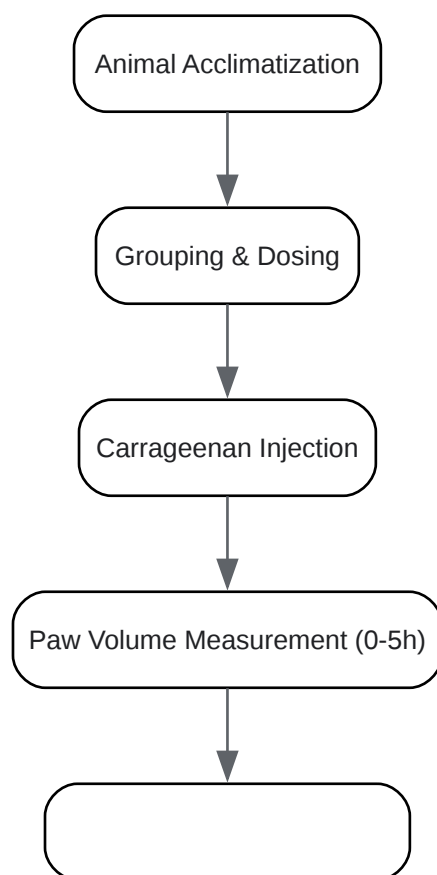 Animal Acclimatization
Grouping & Dosing
Carrageenan Injection
Paw Volume Measurement (0-5h)